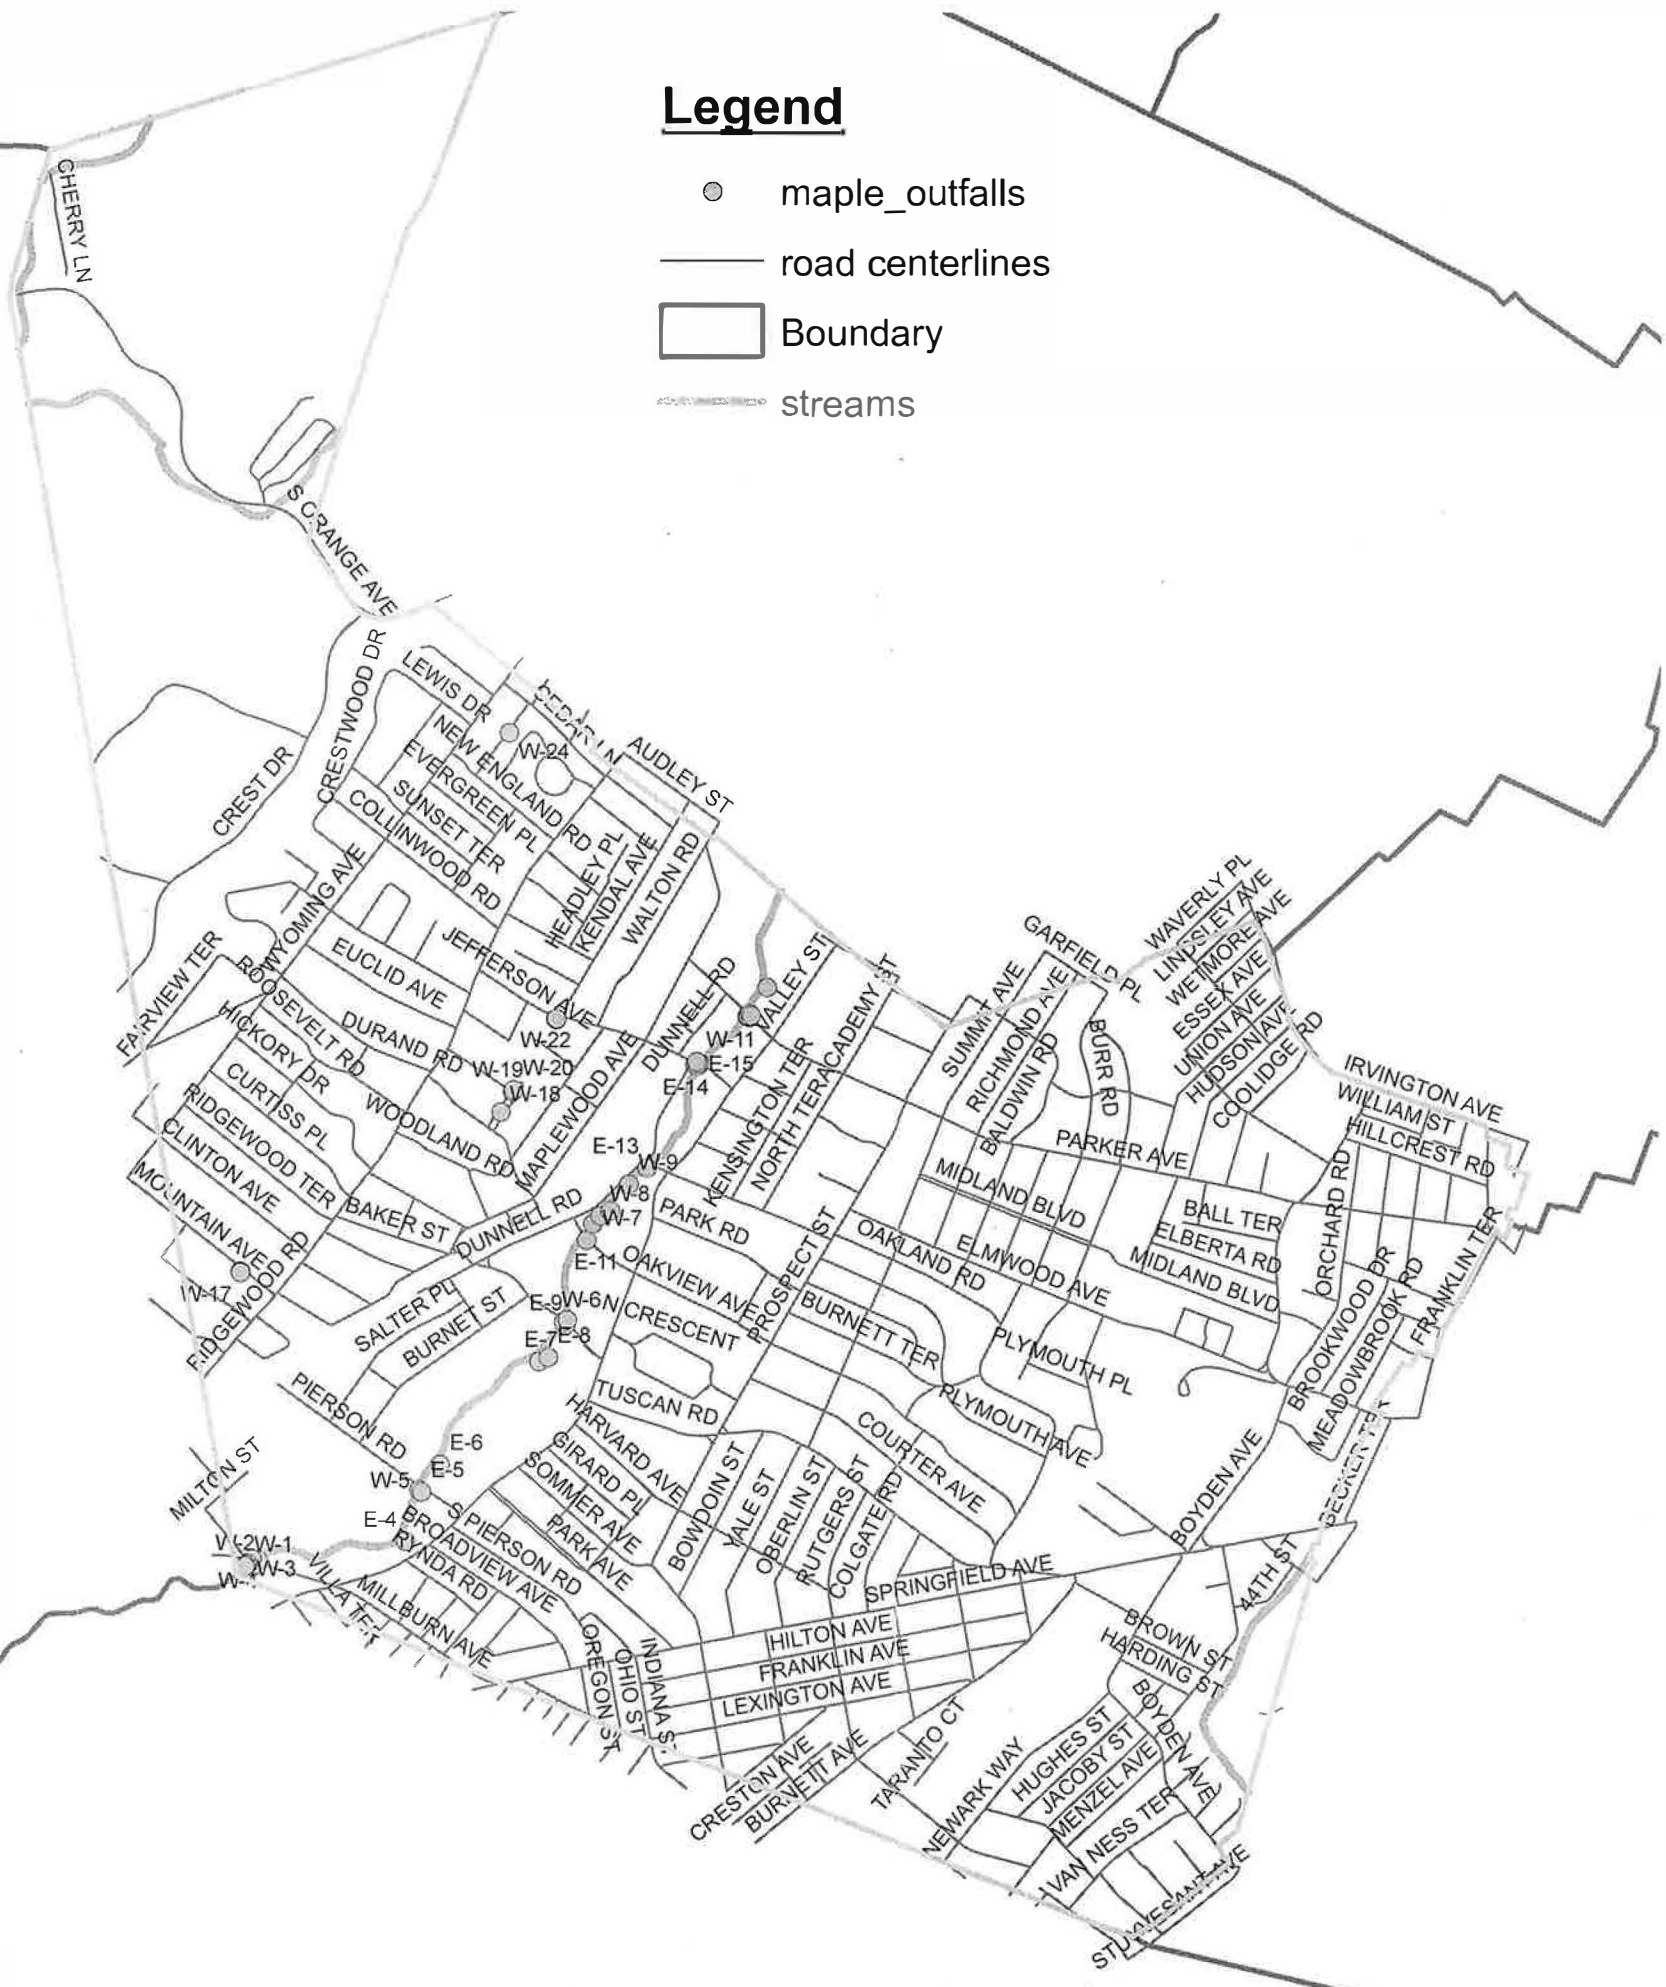 Legend
maple_outfalls
road centerlines
Boundary
streams
CHERRY LN
S ORANGE AVE
CRESTWOOD DR
LEWIS DR
CEDAR LN
NEW ENGLAND RD
W-24
AUDLEY ST
EVERGREEN PL
CREST DR
SUNSET TER
COLLINWOOD RD
HEADLEY PL
KENDAL AVE
WALTON RD
WYOMING AVE
WAVERLY PL
LINDSLEY AVE
WETMORE AVE
ESSEX AVE
UNION AVE
HUDSON AVE
COOLIDGE RD
GARFIELD PL
FAIRVIEW TER
ROOSEVELT RD
EUCLID AVE
JEFFERSON AVE
DUNNELL RD
VALLEY ST
NORTH TERACADEMY ST
SUMMIT AVE
RICHMOND AVE
BALDWIN RD
BURR RD
HICKORY DR
DURAND RD
W-22
W-19
W-20
W-18
MAPLEWOOD AVE
W-11
E-15
E-14
KENSINGTON TER
IRVINGTON AVE
WILLIAM ST
HILLCREST RD
CURTISS PL
RIDGEWOOD TER
CLINTON AVE
MOUNTAIN AVE
WOODLAND RD
E-13
W-9
W-8
W-7
PARKER AVE
MIDLAND BLVD
ORCHARD RD
BAKER ST
DUNNELL RD
PARK RD
PROSPECT ST
OAKLAND RD
ELMWOOD AVE
BALL TER
ELBERTA RD
MIDLAND BLVD
FRANKLIN TER
W-17
RIDGEWOOD RD
E-11
OAKVIEW AVE
SALTER PL
BURNET ST
E-9
W-6
N CRESCENT
E-7
E-8
BURNETT TER
PLYMOUTH PL
BROOKWOOD DR
MEADOWBROOK RD
PIERSON RD
TUSCAN RD
PLYMOUTH AVE
HARVARD AVE
COURTER AVE
GIRARD PL
SOMMER AVE
PARK AVE
BECKER TER
BOYDEN AVE
MILTON ST
E-6
E-5
W-5
E-4
S PIERSON RD
BROADVIEW AVE
RYNDA RD
BOWDOIN ST
YALE ST
OBERLIN ST
RUTGERS ST
COLGATE RD
SPRINGFIELD AVE
44TH ST
W-2
W-1
W-3
VILLA TER
MILLBURN AVE
OREGON ST
OHIO ST
INDIANA ST
HILTON AVE
FRANKLIN AVE
LEXINGTON AVE
BROWN ST
HARDING ST
BOYDEN AVE
CRESTON AVE
BURNETT AVE
TARANTO CT
NEWARK WAY
HUGHES ST
JACOBY ST
MENZEL AVE
VAN NESS TER
STUYVESANT AVE